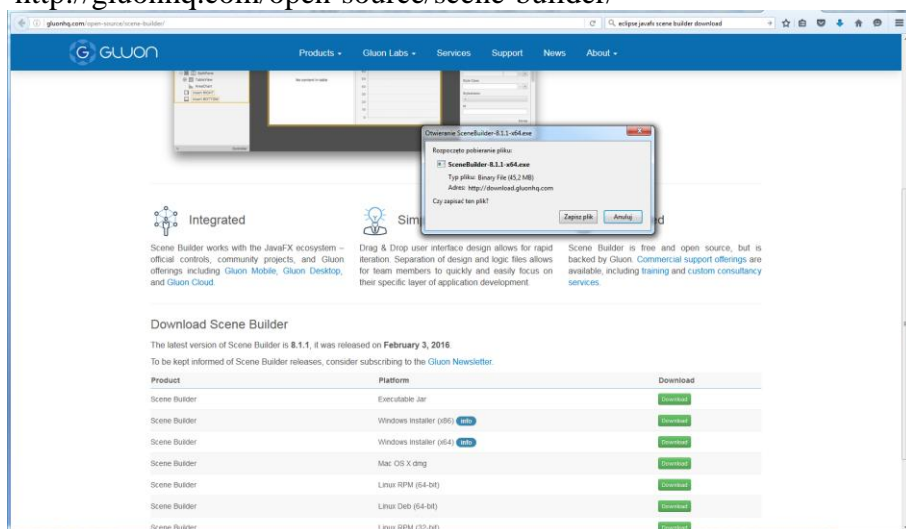 http://gluonhq.com/open-source/scene-builder/
gluonhq.com/open-source/scene-builder/
eclipse javafx scene builder download
GLUON
Products
Gluon Labs
Services
Support
News
About
No content in table
Otwieranie SceneBuilder-8.1.1-x64.exe
Rozpoczęto pobieranie pliku:
SceneBuilder-8.1.1-x64.exe
Typ pliku: Binary File (45,2 MB)
Adres: http://download.gluonhq.com
Czy zapisać ten plik?
Zapisz plik
Anuluj
Integrated
Scene Builder works with the JavaFX ecosystem –
official controls, community projects, and Gluon
offerings including Gluon Mobile, Gluon Desktop,
and Gluon Cloud.
Sim
Drag & Drop user interface design allows for rapid
iteration. Separation of design and logic files allows
for team members to quickly and easily focus on
their specific layer of application development.
d
Scene Builder is free and open source, but is
backed by Gluon. Commercial support offerings are
available, including training and custom consultancy
services.
Download Scene Builder
The latest version of Scene Builder is 8.1.1, it was released on February 3, 2016.
To be kept informed of Scene Builder releases, consider subscribing to the Gluon Newsletter.
Product Platform Download
Scene Builder Executable Jar Download
Scene Builder Windows Installer (x86) Info Download
Scene Builder Windows Installer (x64) Info Download
Scene Builder Mac OS X dmg Download
Scene Builder Linux RPM (64-bit) Download
Scene Builder Linux Deb (64-bit) Download
Scene Builder Linux RPM (32-bit) Download